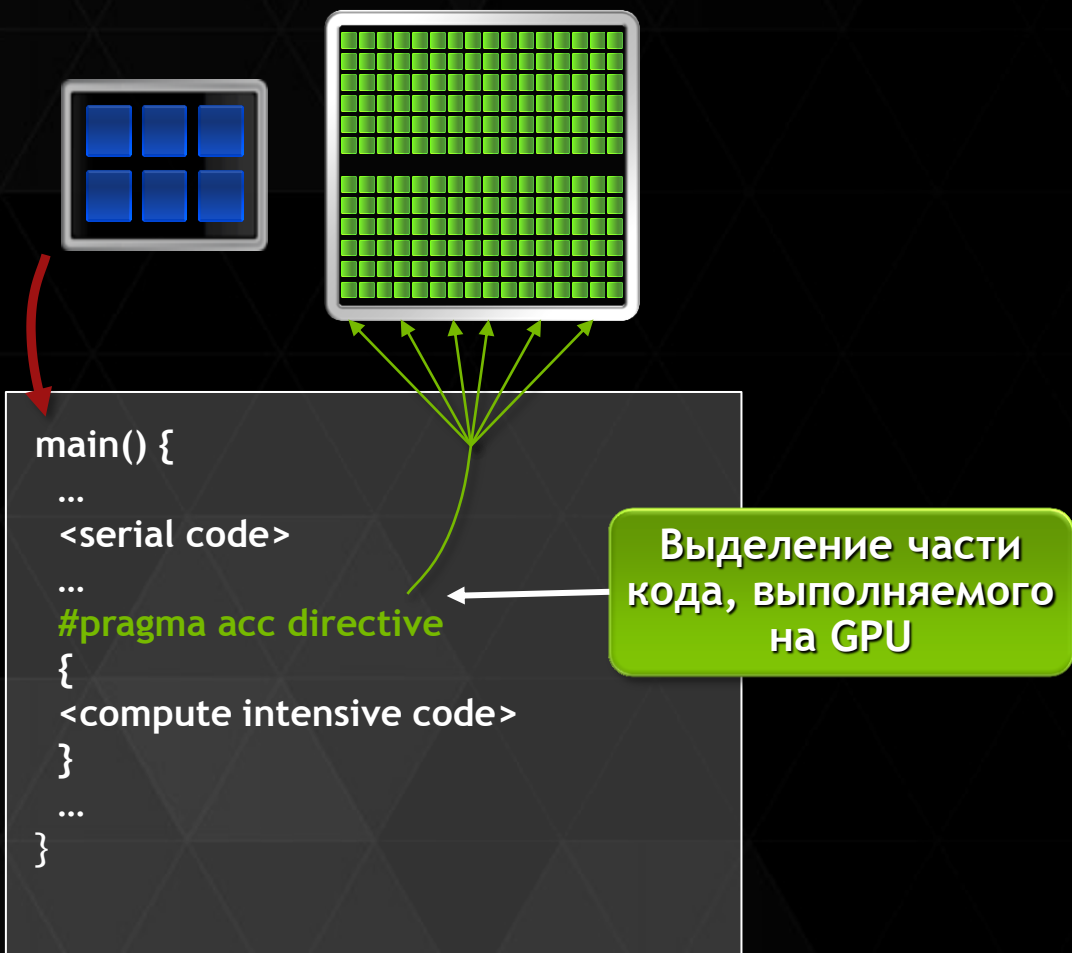 main() {
…
<serial code>
…
#pragma acc directive
{
<compute intensive code>
}
…
}
Выделение части
кода, выполняемого
на GPU